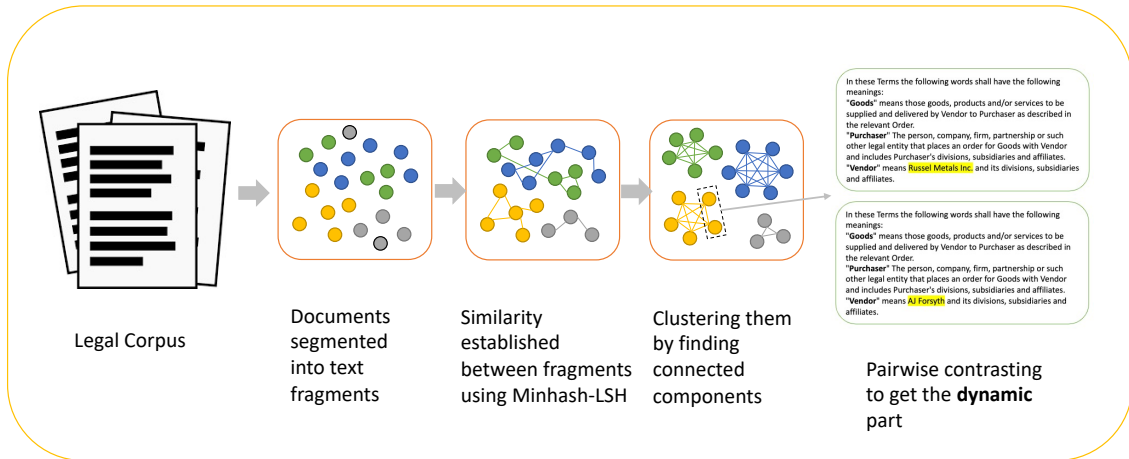 In these Terms the following words shall have the following
meanings:
"Goods" means those goods, products and/or services to be
supplied and delivered by Vendor to Purchaser as described in
the relevant Order.
"Purchaser" The person, company, firm, partnership or such
other legal entity that places an order for Goods with Vendor
and includes Purchaser's divisions, subsidiaries and affiliates.
"Vendor" means Russel Metals Inc. and its divisions, subsidiaries
and affiliates.
In these Terms the following words shall have the following
meanings:
"Goods" means those goods, products and/or services to be
supplied and delivered by Vendor to Purchaser as described in
the relevant Order.
"Purchaser" The person, company, firm, partnership or such
other legal entity that places an order for Goods with Vendor
and includes Purchaser's divisions, subsidiaries and affiliates.
"Vendor" means AJ Forsyth and its divisions, subsidiaries and
affiliates.
Legal Corpus
Documents
segmented
into text
fragments
Similarity
established
between fragments
using Minhash-LSH
Clustering them
by finding
connected
components
Pairwise contrasting
to get the dynamic
part